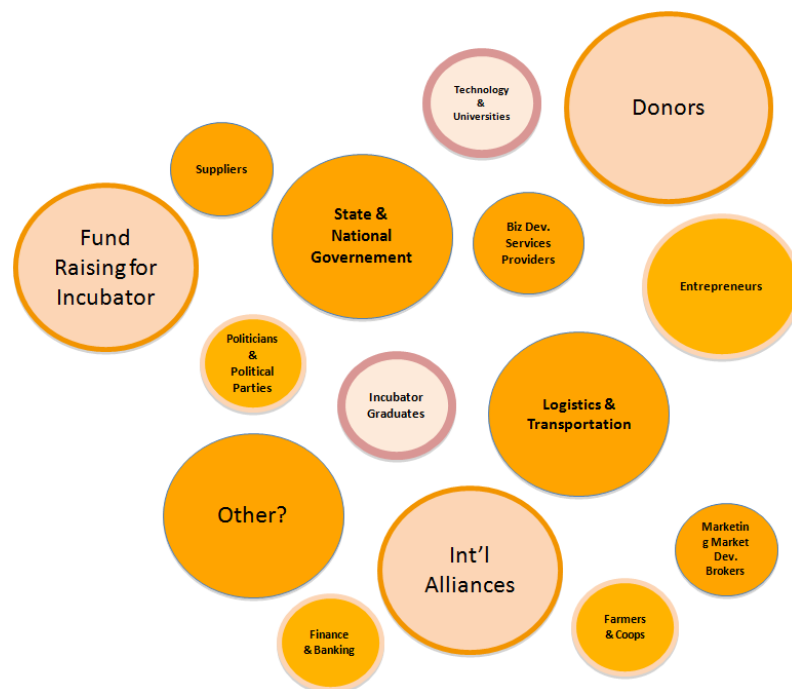 Technology
&
Universities
Donors
Suppliers
State &
National
Governement
Biz Dev.
Services
Providers
Fund
Raising for
Incubator
Entrepreneurs
Politicians
&
Political
Parties
Incubator
Graduates
Logistics &
Transportation
Other?
Int'l
Alliances
Marketin
g Market
Dev.
Brokers
Finance
& Banking
Farmers
& Coops